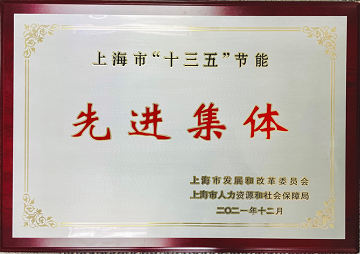 上海市“十三五”节能
先进集体
上海市发展和改革委员会
上海市人力资源和社会保障局
二〇二一年十二月